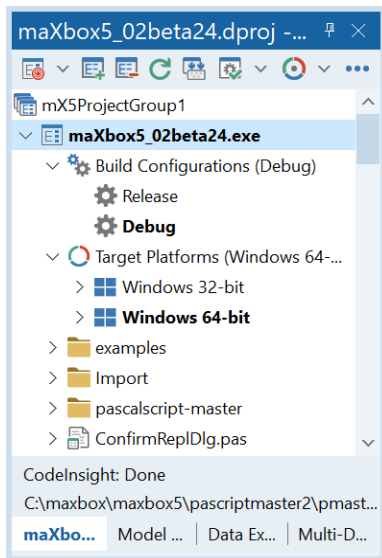 maXbox5_02beta24.dproj -...
mX5ProjectGroup1
maXbox5_02beta24.exe
Build Configurations (Debug)
Release
Debug
Target Platforms (Windows 64-...
Windows 32-bit
Windows 64-bit
examples
Import
pascalscript-master
ConfirmReplDlg.pas
CodeInsight: Done
C:\maxbox\maxbox5\pascriptmaster2\pmast...
maXbo... Model ... Data Ex... Multi-D...